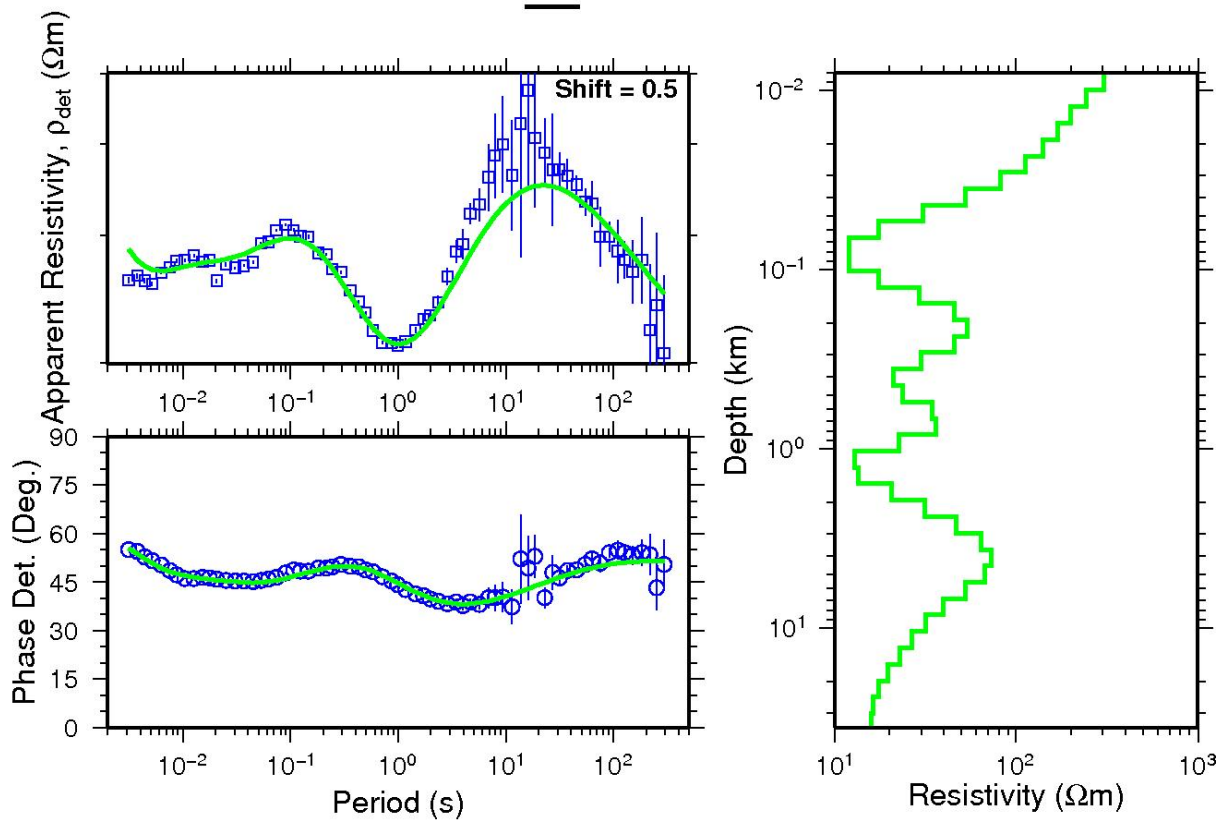 Apparent Resistivity, ρdet (Ωm)
Shift = 0.5
10⁻² 10⁻¹ 10⁰ 10¹ 10²
Phase Det. (Deg.)
90
75
60
45
30
15
0
10⁻² 10⁻¹ 10⁰ 10¹ 10²
Period (s)
Depth (km)
10⁻²
10⁻¹
10⁰
10¹
10¹ 10² 10³
Resistivity (Ωm)